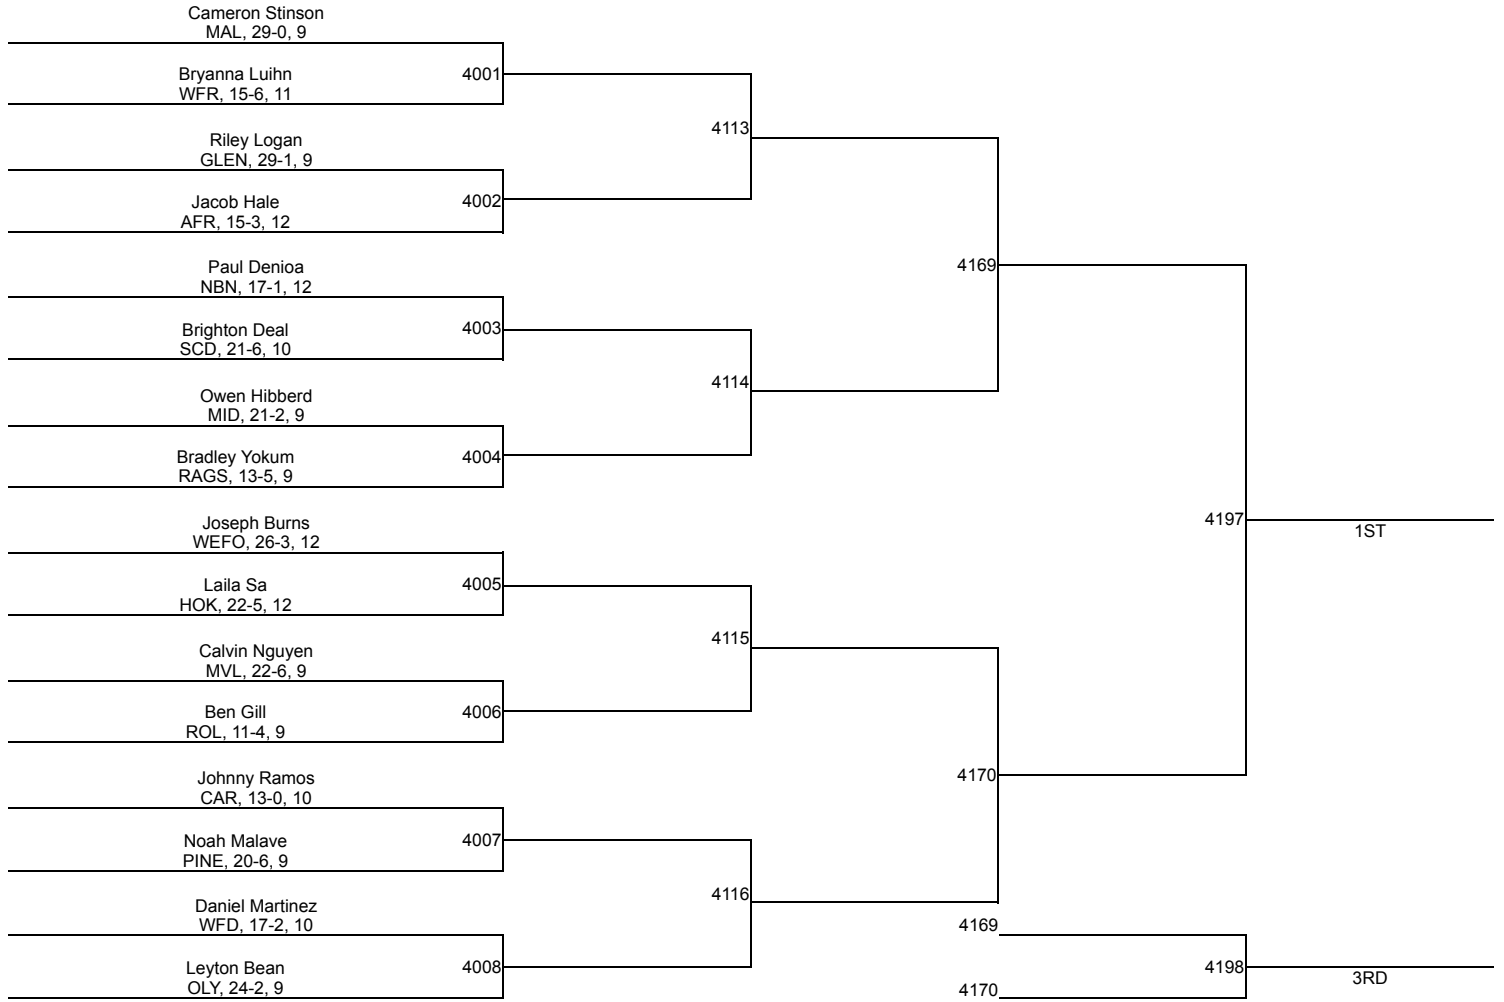 Cameron Stinson
MAL, 29-0, 9
4001
Bryanna Luihn
WFR, 15-6, 11
4113
Riley Logan
GLEN, 29-1, 9
4002
Jacob Hale
AFR, 15-3, 12
4169
Paul Denioa
NBN, 17-1, 12
4003
Brighton Deal
SCD, 21-6, 10
4114
Owen Hibberd
MID, 21-2, 9
4004
Bradley Yokum
RAGS, 13-5, 9
4197
1ST
Joseph Burns
WEFO, 26-3, 12
4005
Laila Sa
HOK, 22-5, 12
4115
Calvin Nguyen
MVL, 22-6, 9
4006
Ben Gill
ROL, 11-4, 9
4170
Johnny Ramos
CAR, 13-0, 10
4007
Noah Malave
PINE, 20-6, 9
4116
Daniel Martinez
WFD, 17-2, 10
4169
4008
Leyton Bean
OLY, 24-2, 9
4198
3RD
4170